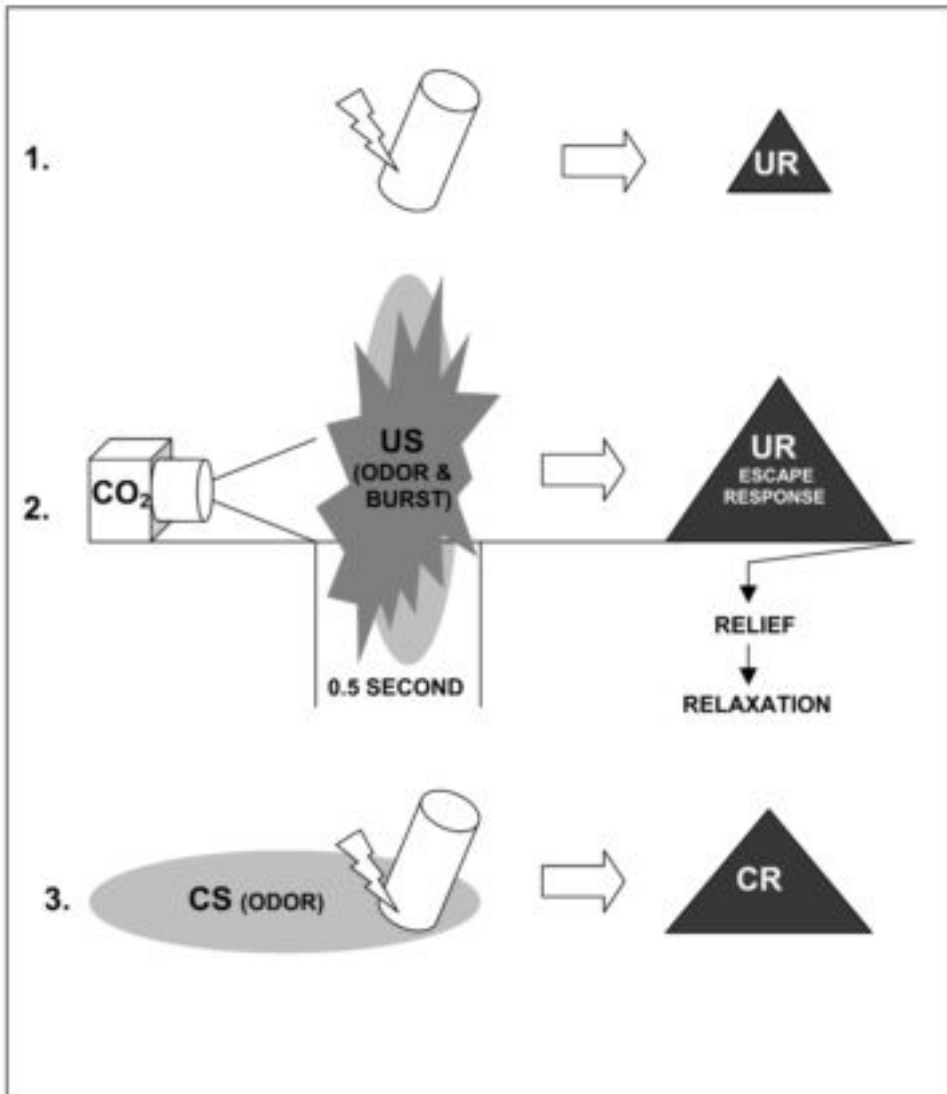 1.
UR
2.
CO₂
US
(ODOR &
BURST)
UR
ESCAPE
RESPONSE
0.5 SECOND
RELIEF
RELAXATION
3.
CS (ODOR)
CR